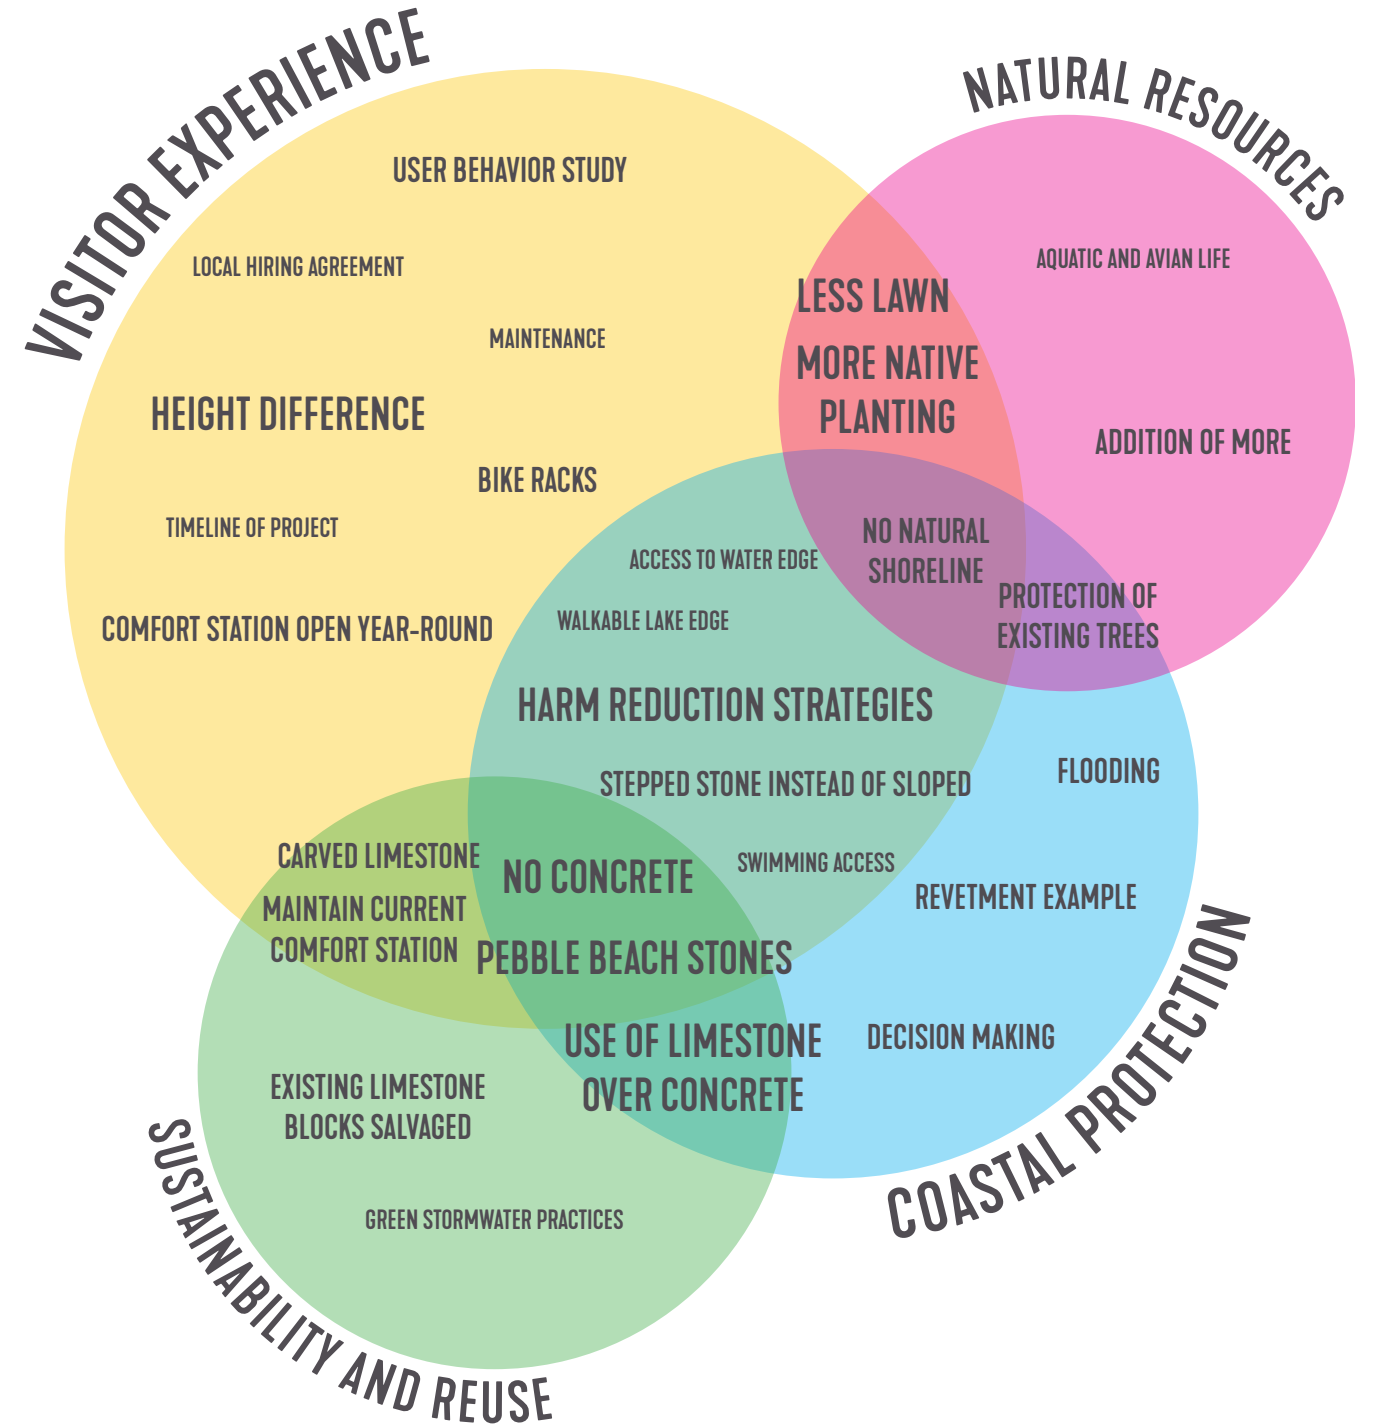 VISITOR EXPERIENCE
NATURAL RESOURCES
USER BEHAVIOR STUDY
LOCAL HIRING AGREEMENT
MAINTENANCE
HEIGHT DIFFERENCE
BIKE RACKS
TIMELINE OF PROJECT
COMFORT STATION OPEN YEAR-ROUND
LESS LAWN
MORE NATIVE
PLANTING
AQUATIC AND AVIAN LIFE
ADDITION OF MORE
NO NATURAL
SHORELINE
PROTECTION OF
EXISTING TREES
ACCESS TO WATER EDGE
WALKABLE LAKE EDGE
HARM REDUCTION STRATEGIES
STEPPED STONE INSTEAD OF SLOPED
SWIMMING ACCESS
FLOODING
REVETMENT EXAMPLE
DECISION MAKING
CARVED LIMESTONE
MAINTAIN CURRENT
COMFORT STATION
NO CONCRETE
PEBBLE BEACH STONES
USE OF LIMESTONE
OVER CONCRETE
EXISTING LIMESTONE
BLOCKS SALVAGED
GREEN STORMWATER PRACTICES
COASTAL PROTECTION
SUSTAINABILITY AND REUSE